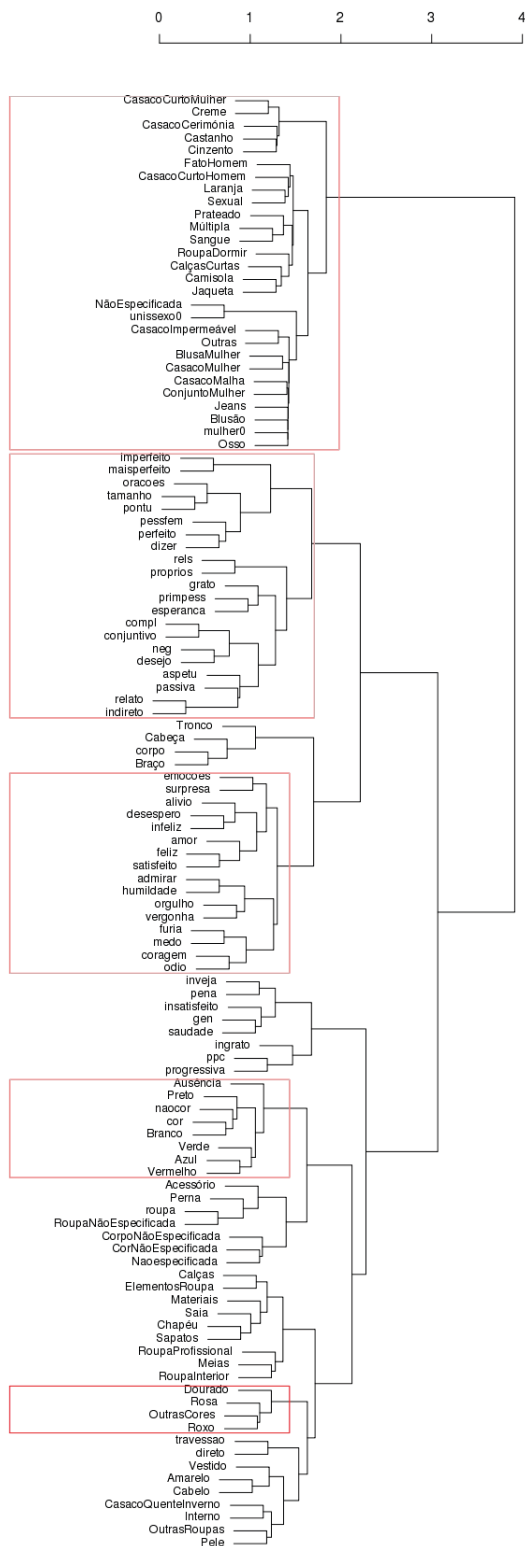 0 1 2 3 4
CasacoCurtoMulher
Creme
CasacoCerimónia
Castanho
Cinzento
FatoHomem
CasacoCurtoHomem
Laranja
Sexual
Prateado
Múltipla
Sangue
RoupaDormir
CalçasCurtas
Camisola
Jaqueta
NãoEspecificada
unissexo0
CasacoImpermeável
Outras
BlusaMulher
CasacoMulher
CasacoMalha
ConjuntoMulher
Jeans
Blusão
mulher0
Osso
imperfeito
maisperfeito
oracoes
tamanho
pontu
pessfem
perfeito
dizer
rels
proprios
grato
primpess
esperanca
compl
conjuntivo
neg
desejo
aspetu
passiva
relato
indireto
Tronco
Cabeça
corpo
Braço
emocoes
surpresa
alivio
desespero
infeliz
amor
feliz
satisfeito
admirar
humildade
orgulho
vergonha
furia
medo
coragem
odio
inveja
pena
insatisfeito
gen
saudade
ingrato
ppc
progressiva
Ausência
Preto
naocor
cor
Branco
Verde
Azul
Vermelho
Acessório
Perna
roupa
RoupaNãoEspecificada
CorpoNãoEspecificada
CorNãoEspecificada
Naoespecificada
Calças
ElementosRoupa
Materiais
Saia
Chapéu
Sapatos
RoupaProfissional
Meias
RoupaInterior
Dourado
Rosa
OutrasCores
Roxo
travessao
direto
Vestido
Amarelo
Cabelo
CasacoQuenteInverno
Interno
OutrasRoupas
Pele